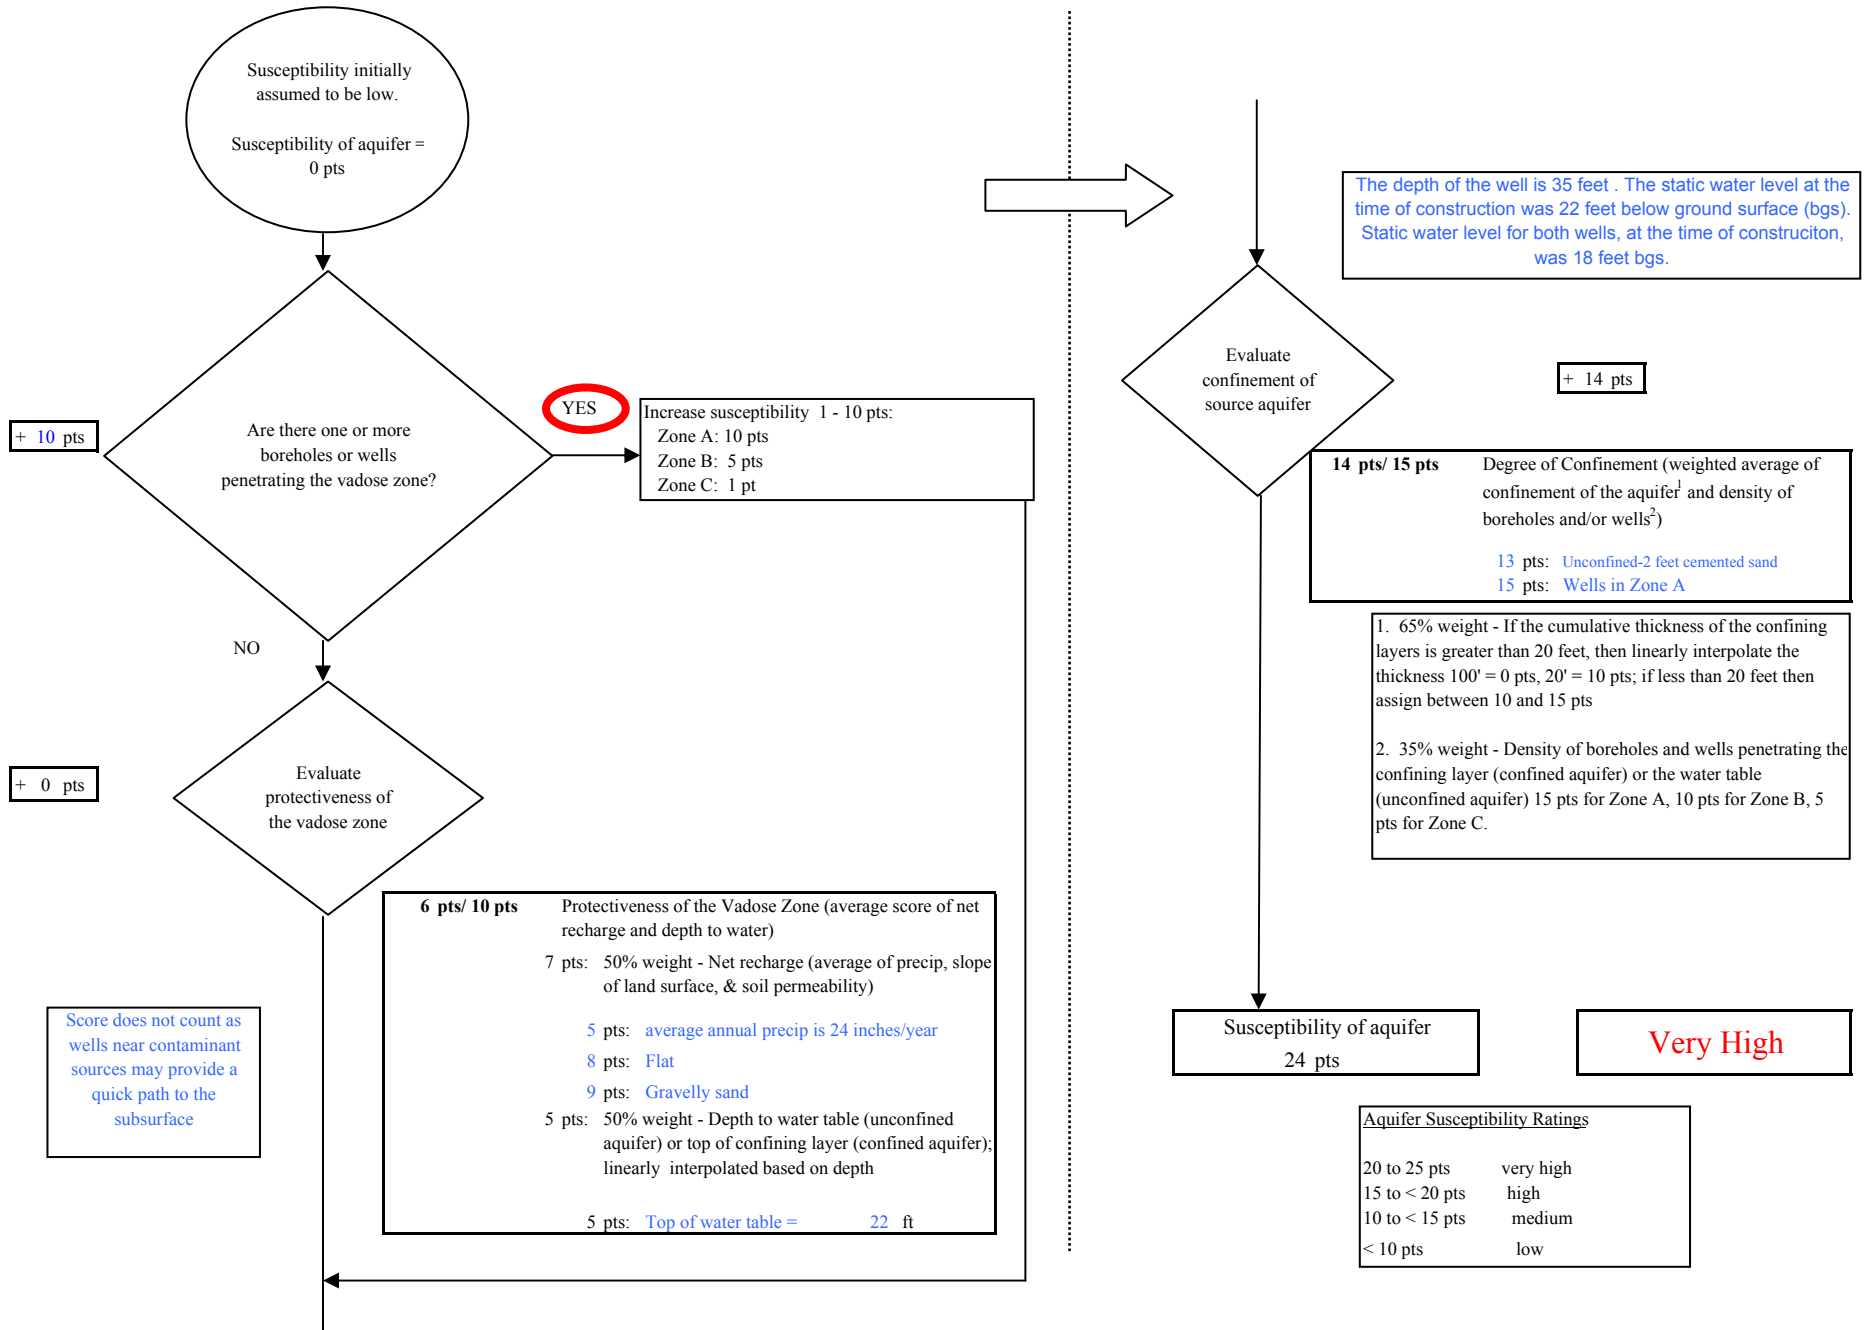 Susceptibility initially
assumed to be low.
Susceptibility of aquifer =
0 pts
+ 10 pts
Are there one or more
boreholes or wells
penetrating the vadose zone?
YES
Increase susceptibility 1 - 10 pts:
Zone A: 10 pts
Zone B: 5 pts
Zone C: 1 pt
NO
+ 0 pts
Evaluate
protectiveness of
the vadose zone
Score does not count as
wells near contaminant
sources may provide a
quick path to the
subsurface
6 pts/ 10 pts Protectiveness of the Vadose Zone (average score of net
recharge and depth to water)
7 pts: 50% weight - Net recharge (average of precip, slope
of land surface, & soil permeability)
5 pts: average annual precip is 24 inches/year
8 pts: Flat
9 pts: Gravelly sand
5 pts: 50% weight - Depth to water table (unconfined
aquifer) or top of confining layer (confined aquifer);
linearly interpolated based on depth
5 pts: Top of water table = 22 ft
The depth of the well is 35 feet . The static water level at the
time of construction was 22 feet below ground surface (bgs).
Static water level for both wells, at the time of construciton,
was 18 feet bgs.
Evaluate
confinement of
source aquifer
+ 14 pts
14 pts/ 15 pts Degree of Confinement (weighted average of
confinement of the aquifer1 and density of
boreholes and/or wells2)
13 pts: Unconfined-2 feet cemented sand
15 pts: Wells in Zone A
1. 65% weight - If the cumulative thickness of the confining
layers is greater than 20 feet, then linearly interpolate the
thickness 100' = 0 pts, 20' = 10 pts; if less than 20 feet then
assign between 10 and 15 pts
2. 35% weight - Density of boreholes and wells penetrating the
confining layer (confined aquifer) or the water table
(unconfined aquifer) 15 pts for Zone A, 10 pts for Zone B, 5
pts for Zone C.
Susceptibility of aquifer
24 pts
Very High
Aquifer Susceptibility Ratings
20 to 25 pts very high
15 to < 20 pts high
10 to < 15 pts medium
< 10 pts low